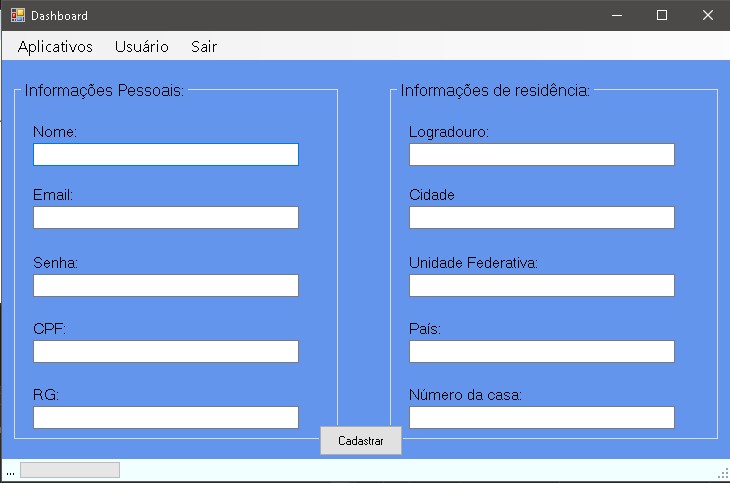 Dashboard
Aplicativos Usuário Sair
Informações Pessoais:
Nome:
Email:
Senha:
CPF:
RG:
Informações de residência:
Logradouro:
Cidade
Unidade Federativa:
País:
Número da casa:
Cadastrar
...